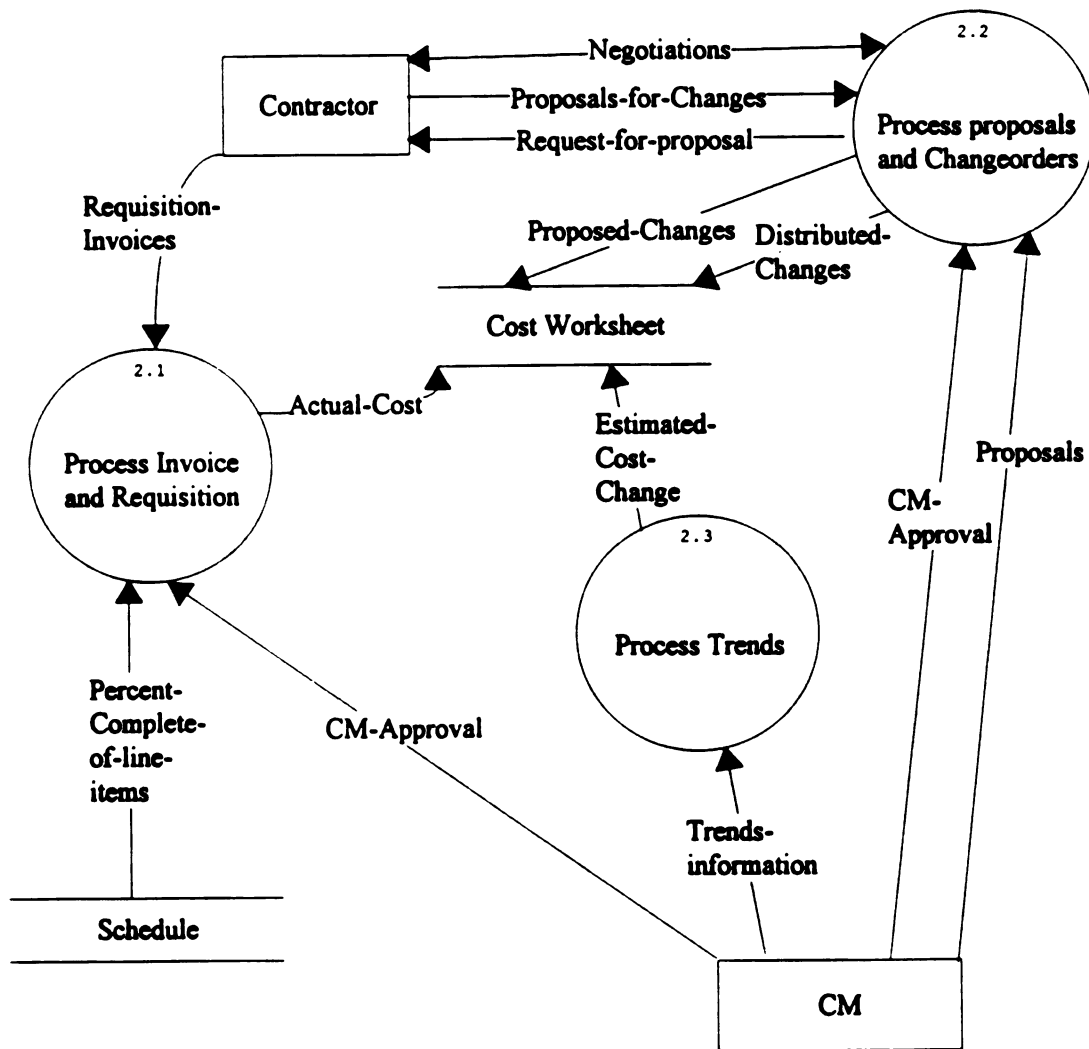 2.2
Negotiations
Contractor
Proposals-for-Changes
Process proposals
and Changeorders
Request-for-proposal
Requisition-
Invoices
Proposed-Changes
Distributed-
Changes
Cost Worksheet
2.1
Actual-Cost
Process Invoice
and Requisition
Estimated-
Cost-
Change
Proposals
CM-
Approval
2.3
Process Trends
Percent-
Complete-
of-line-
items
CM-Approval
Trends-
information
Schedule
CM